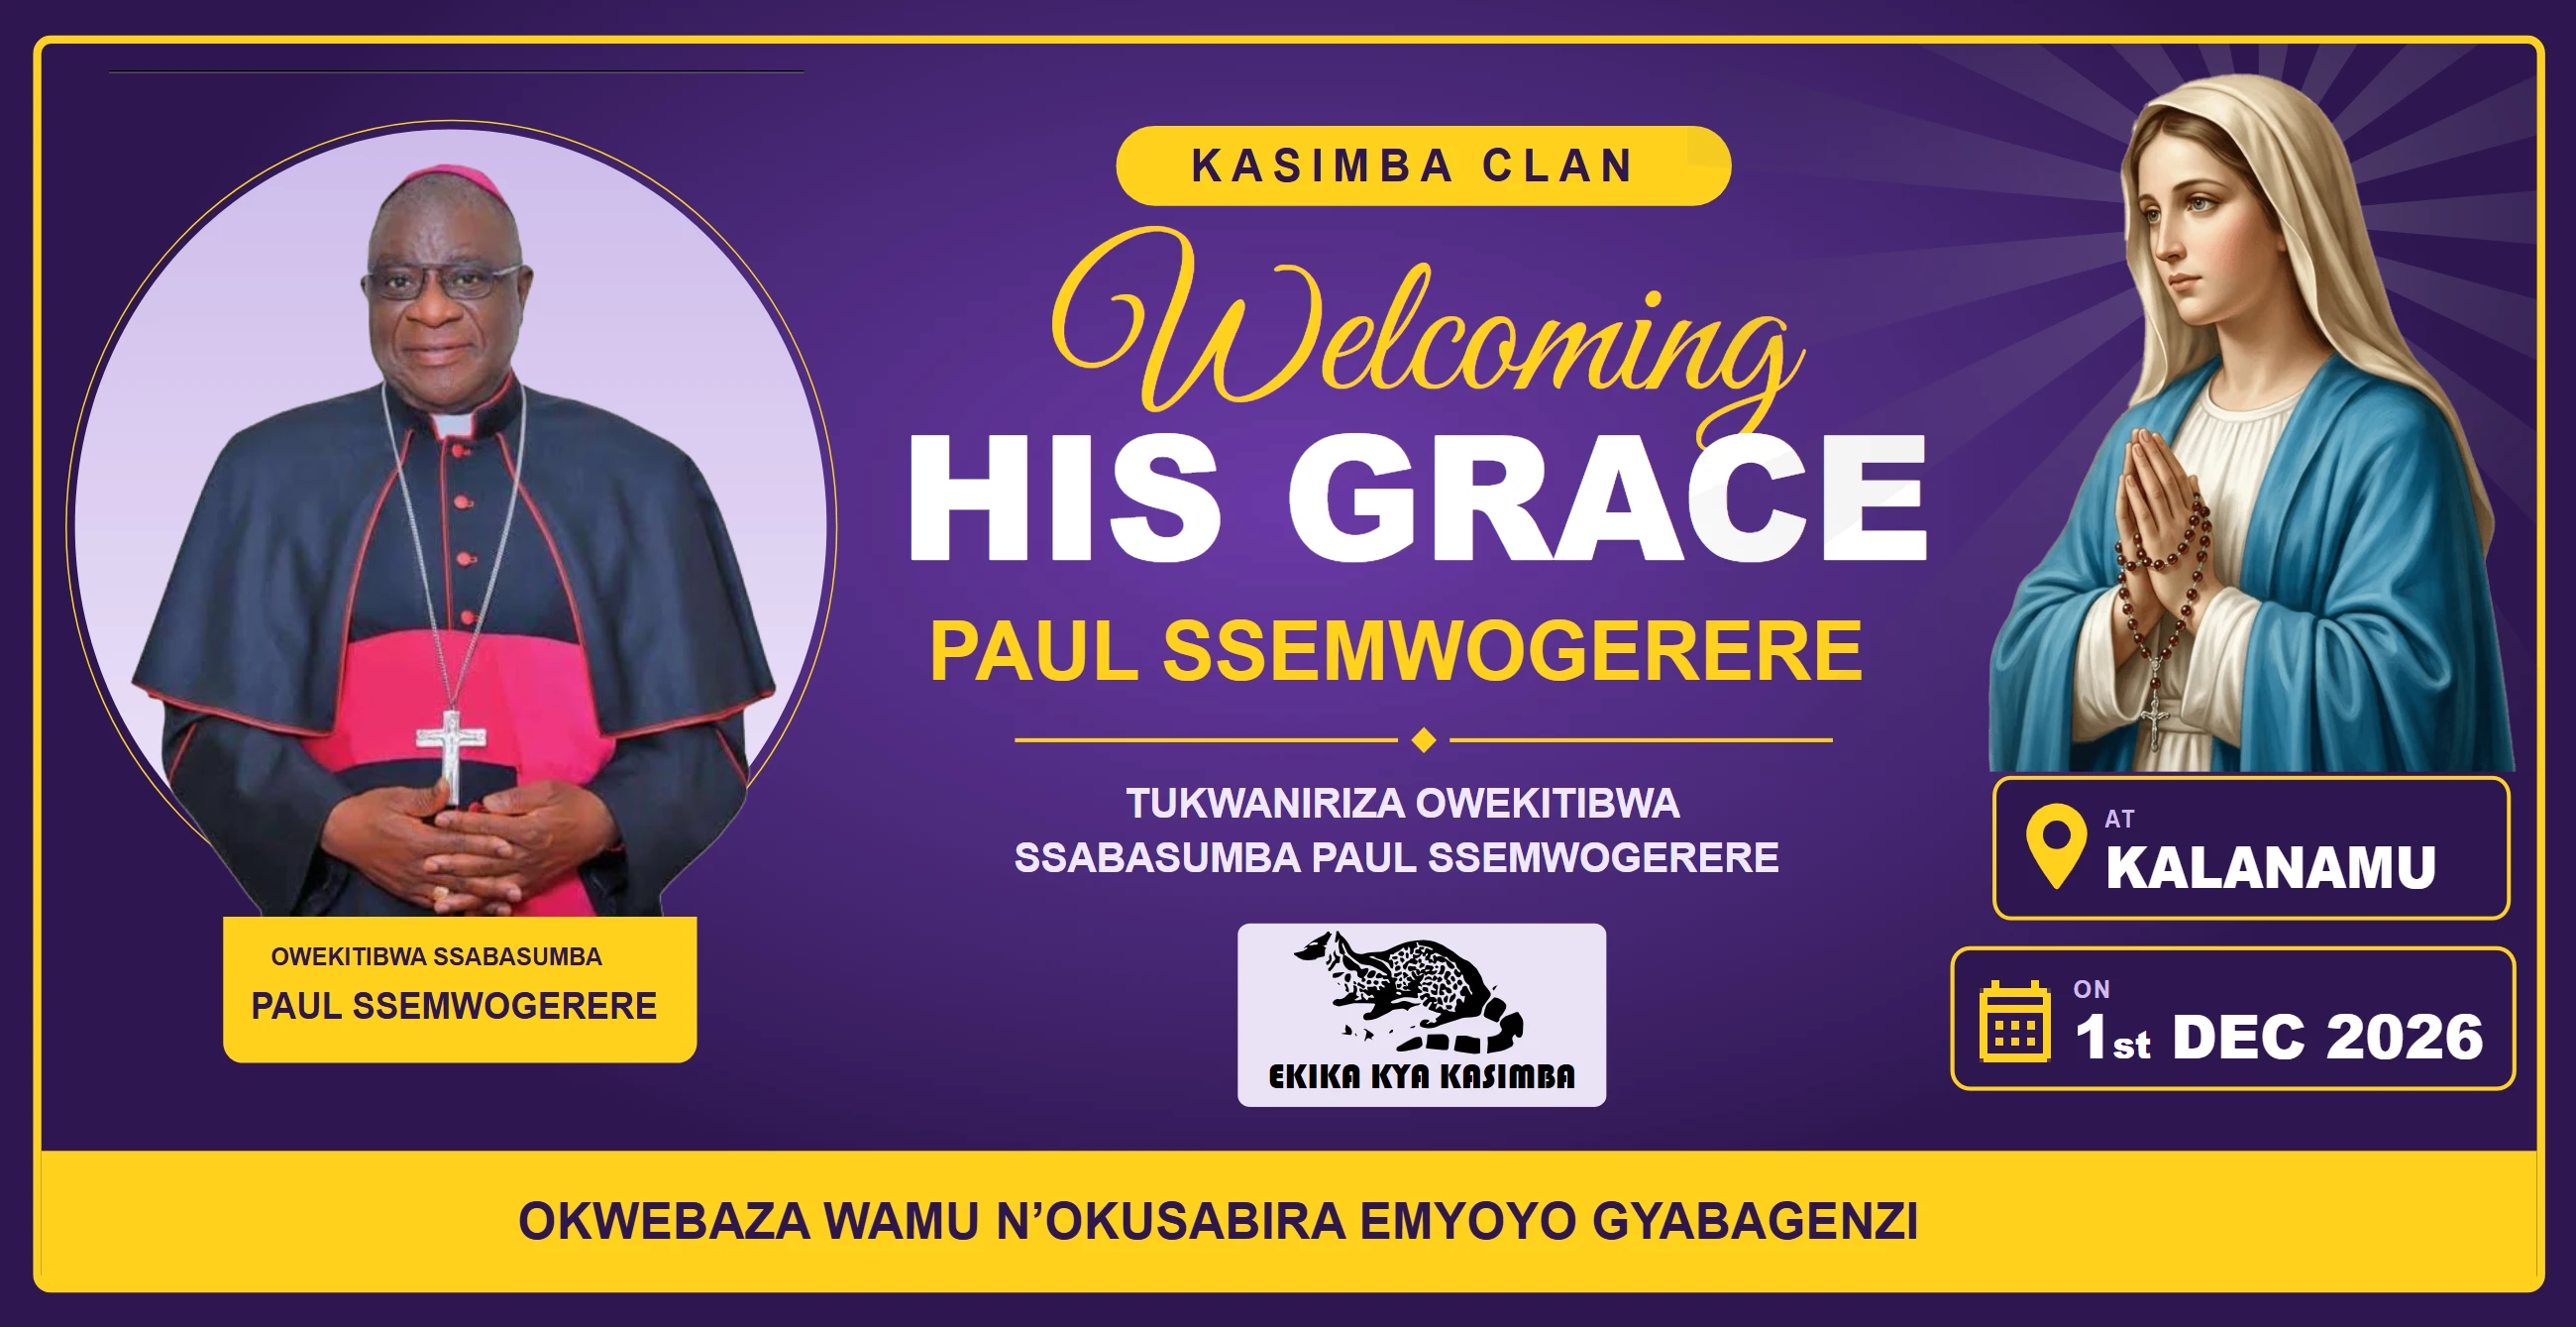 KASIMBA CLAN
Welcoming
HIS GRACE
PAUL SSEMWOGERERE
TUKWANIRIZA OWEKITIBWA
SSABASUMBA PAUL SSEMWOGERERE
EKIKA KYA KASIMBA
OWEKITIBWA SSABASUMBA
PAUL SSEMWOGERERE
AT
KALANAMU
ON
1st DEC 2026
OKWEBAZA WAMU N’OKUSABIRA EMYOYO GYABAGENZI